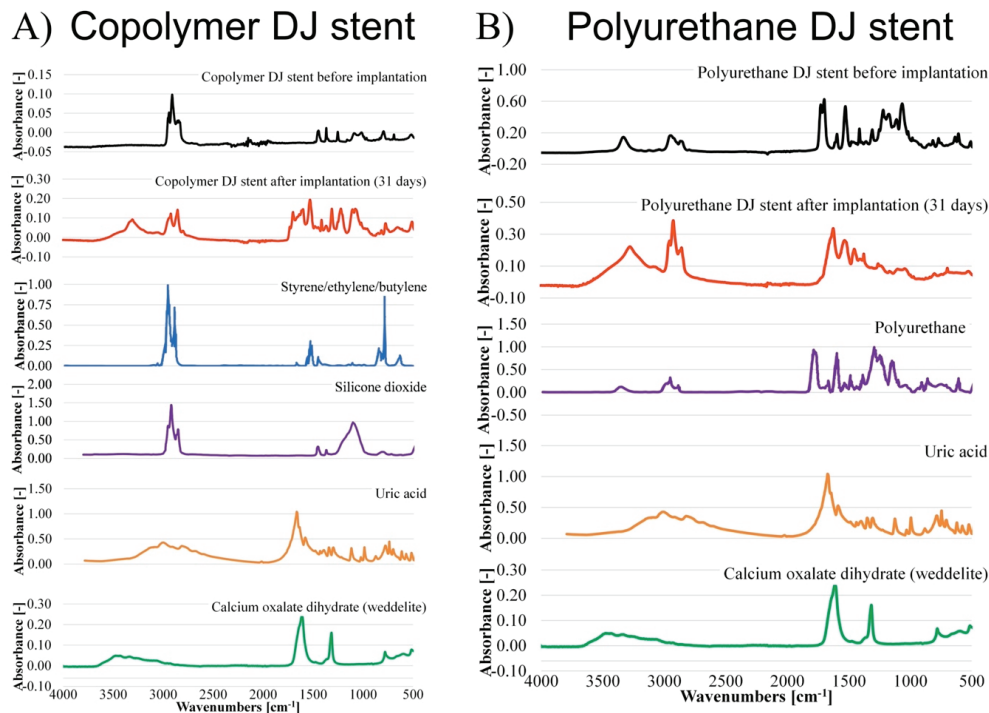 A) Copolymer DJ stent
Absorbance [-]
0.15
0.10
0.05
0.00
-0.05
Copolymer DJ stent before implantation
Absorbance [-]
0.30
0.20
0.10
0.00
-0.10
Copolymer DJ stent after implantation (31 days)
Absorbance [-]
1.00
0.75
0.50
0.25
0.00
Styrene/ethylene/butylene
Absorbance [-]
2.00
1.50
1.00
0.50
0.00
Silicone dioxide
Absorbance [-]
1.50
1.00
0.50
0.00
Uric acid
Absorbance [-]
0.30
0.20
0.10
0.00
-0.10
Calcium oxalate dihydrate (weddelite)
4000 3500 3000 2500 2000 1500 1000 500
Wavenumbers [cm-1]
B) Polyurethane DJ stent
Absorbance [-]
1.00
0.60
0.20
-0.20
Polyurethane DJ stent before implantation
Absorbance [-]
0.50
0.30
0.10
-0.10
Polyurethane DJ stent after implantation (31 days)
Absorbance [-]
1.50
1.00
0.50
0.00
-0.50
Polyurethane
Absorbance [-]
1.50
1.00
0.50
0.00
Uric acid
Absorbance [-]
0.30
0.20
0.10
0.00
-0.10
Calcium oxalate dihydrate (weddelite)
4000 3500 3000 2500 2000 1500 1000 500
Wavenumbers [cm-1]